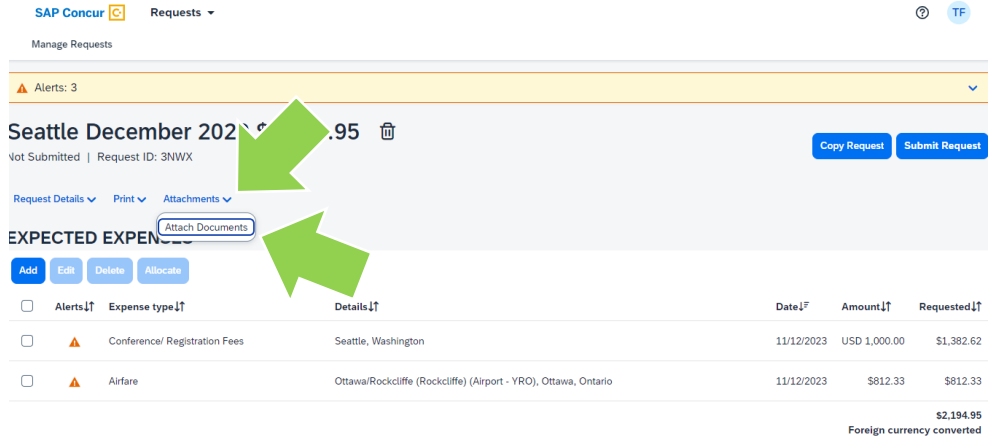 SAP Concur C. Requests
TF
Manage Requests
Alerts: 3
Seattle December 202 .95
Not Submitted | Request ID: 3NWX
Copy Request Submit Request
Request Details Print Attachments
Attach Documents
EXPECTED EXPENSES
Add Edit Delete Allocate
Alerts Expense type Details Date Amount Requested
Conference/ Registration Fees Seattle, Washington 11/12/2023 USD 1,000.00 $1,382.62
Airfare Ottawa/Rockcliffe (Rockcliffe) (Airport - YRO), Ottawa, Ontario 11/12/2023 $812.33 $812.33
$2,194.95
Foreign currency converted